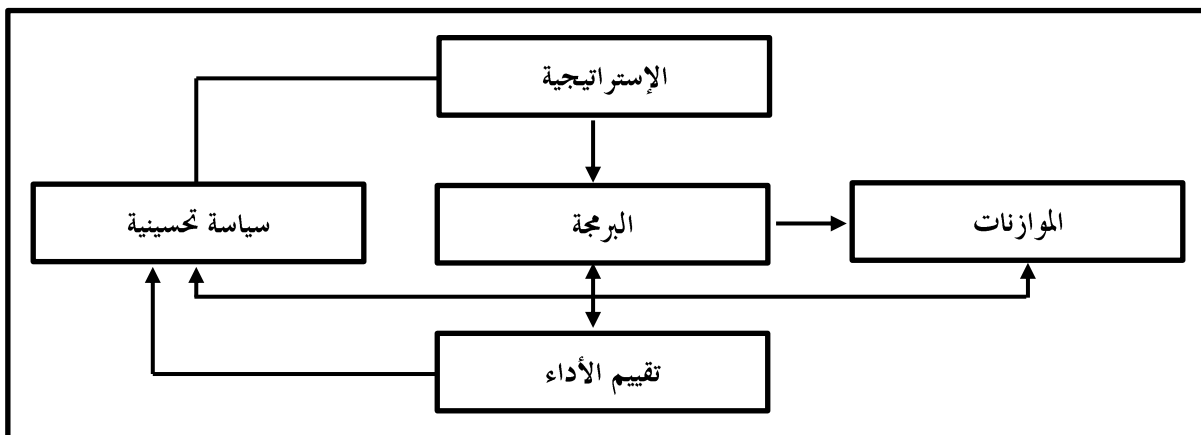 الإستراتيجية
الموازنات
البرمجة
سياسة تحسينية
تقييم الأداء